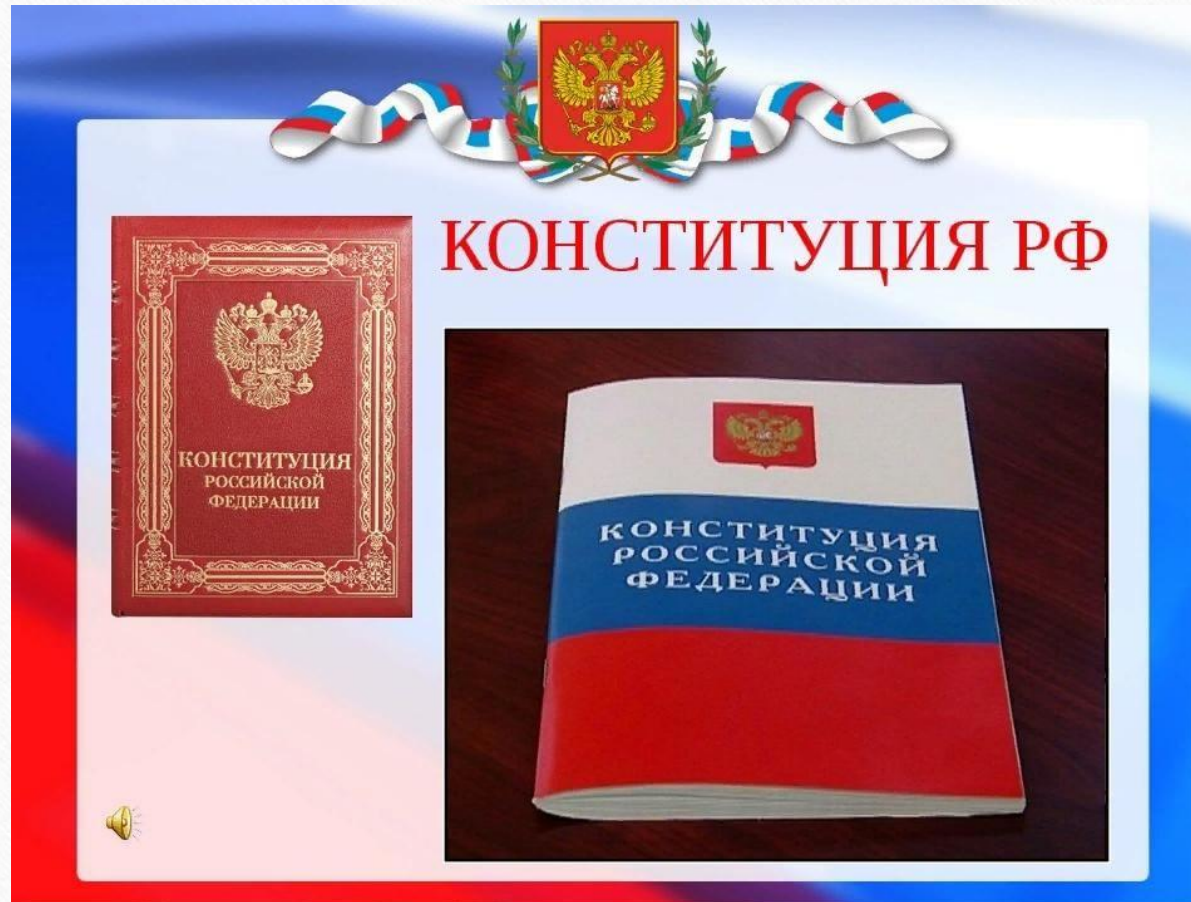 КОНСТИТУЦИЯ РФ
КОНСТИТУЦИЯ
РОССИЙСКОЙ
ФЕДЕРАЦИИ
КОНСТИТУЦИЯ
РОССИЙСКОЙ
ФЕДЕРАЦИИ